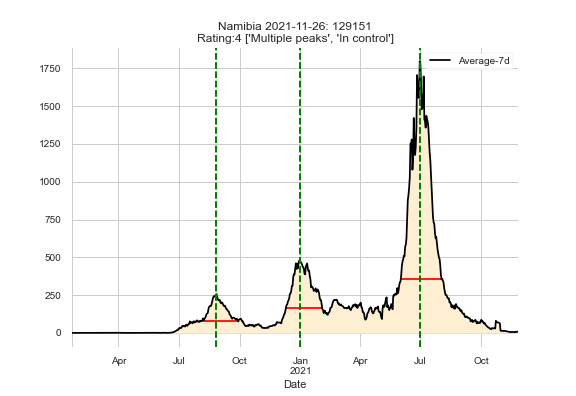 Namibia 2021-11-26: 129151
Rating:4 ['Multiple peaks', 'In control']
Average-7d
1750
1500
1250
1000
750
500
250
0
Apr Jul Oct Jan Apr Jul Oct
2021
Date